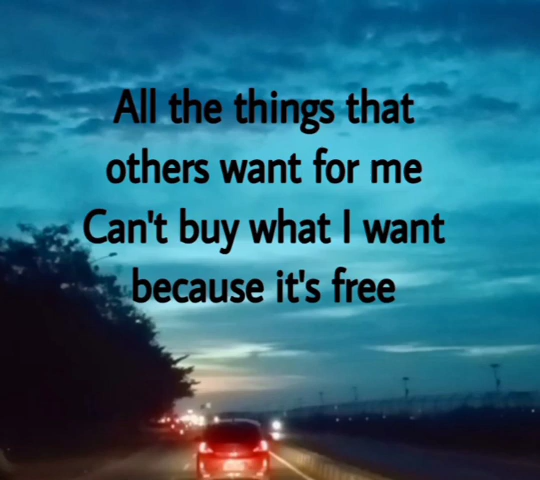 All the things that
others want for me
Can't buy what I want
because it's free